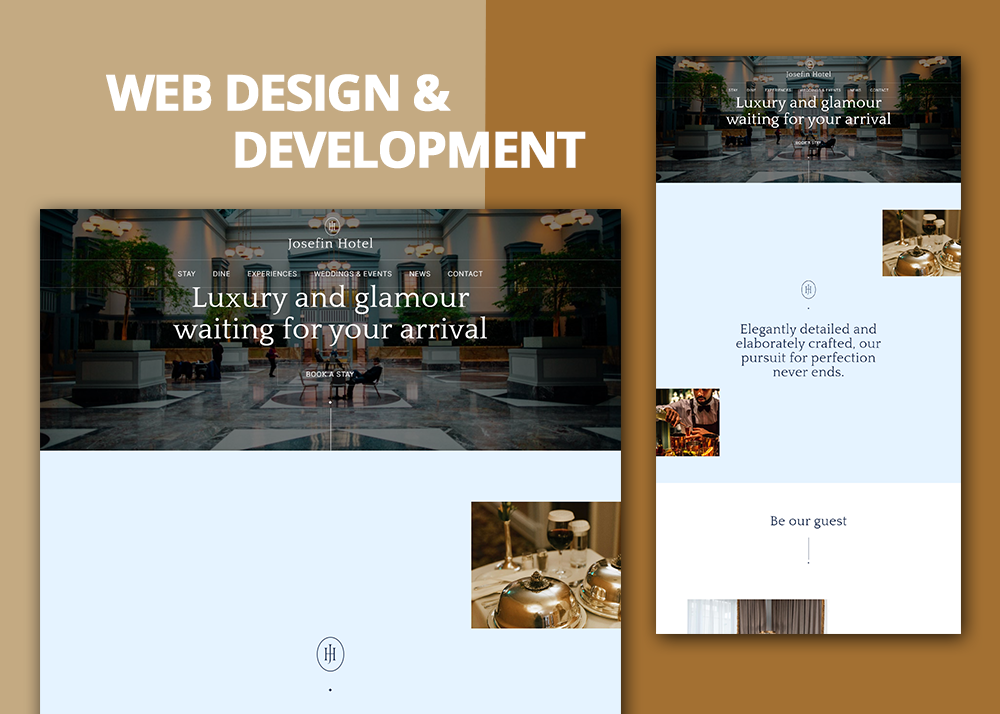 WEB DESIGN &
DEVELOPMENT
Josefin Hotel
STAY DINE EXPERIENCES WEDDINGS & EVENTS NEWS CONTACT
Luxury and glamour
waiting for your arrival
BOOK A STAY
Josefin Hotel
STAY DINE EXPERIENCES WEDDINGS & EVENTS NEWS CONTACT
Luxury and glamour
waiting for your arrival
BOOK A STAY
Elegantly detailed and
elaborately crafted, our
pursuit for perfection
never ends.
Be our guest